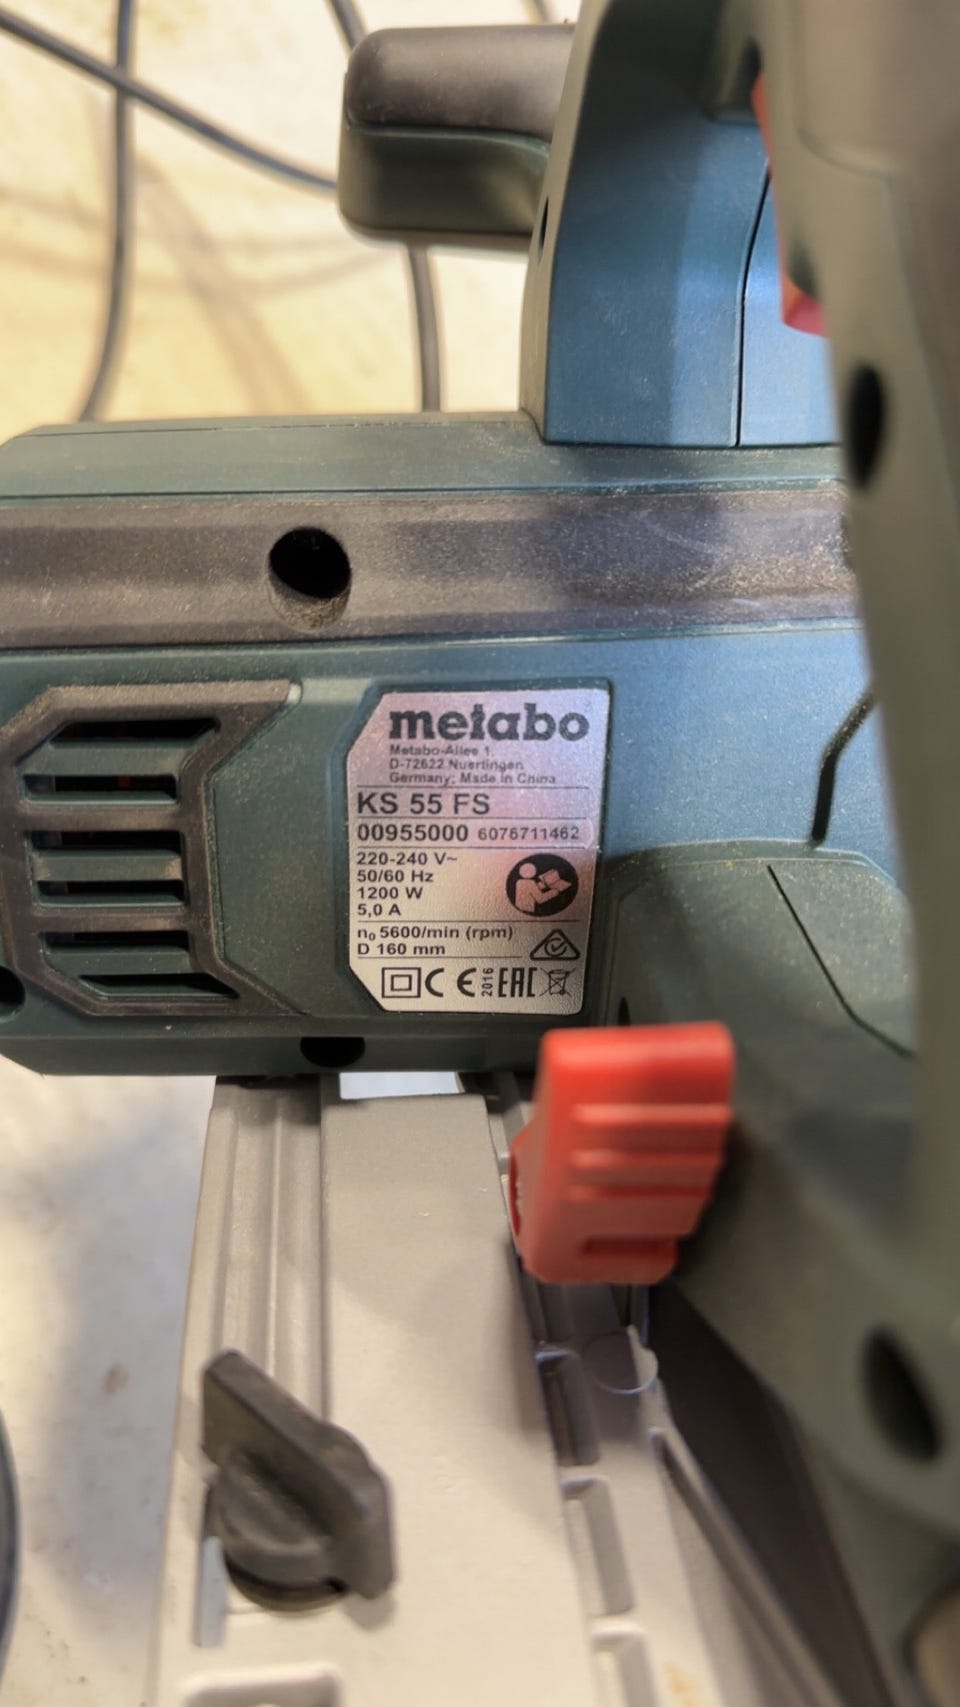 metabo
Metabo-Allee 1,
D-72622 Nuertingen
Germany; Made in China
KS 55 FS
00955000 6076711462
220-240 V~
50/60 Hz
1200 W
5,0 A
n₀ 5600/min (rpm)
D 160 mm
CE 2016 EAC